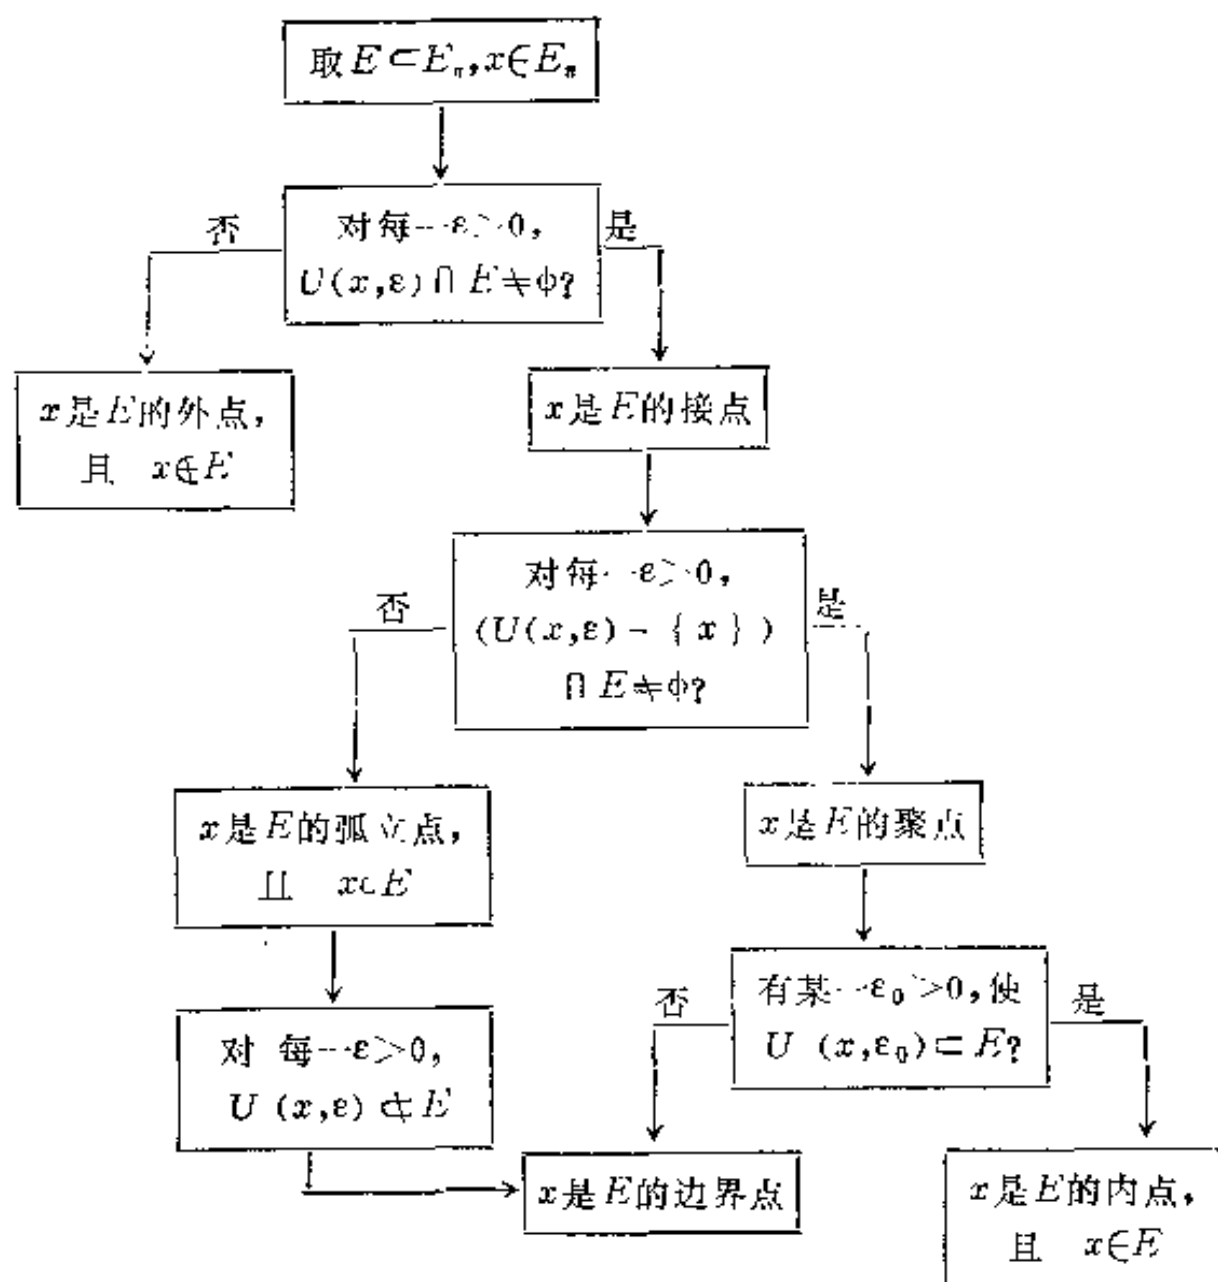 取E⊂Eₙ,x∈Eₙ
否
对每一ε>0,
是
U(x,ε)∩E≠φ?
x是E的外点,
且 x∉E
x是E的接点
对每一ε>0,
否
(U(x,ε)-{x})
是
∩E≠φ?
x是E的孤立点,
且 x∈E
x是E的聚点
对 每一ε>0,
U (x,ε)⊄E
有某一ε₀>0,使
否
U (x,ε₀)⊂E?
是
x是E的边界点
x是E的内点,
且 x∈E